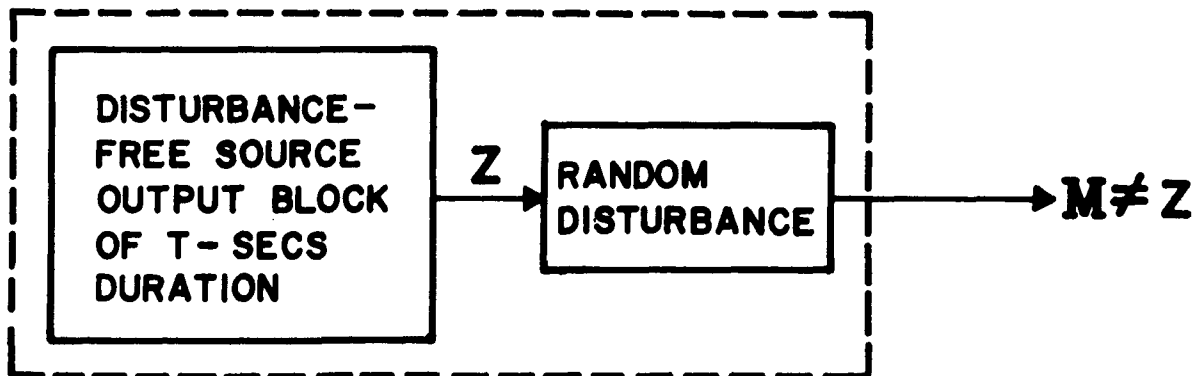 DISTURBANCE-
FREE SOURCE
OUTPUT BLOCK
OF T-SECS
DURATION
Z
RANDOM
DISTURBANCE
M≠Z